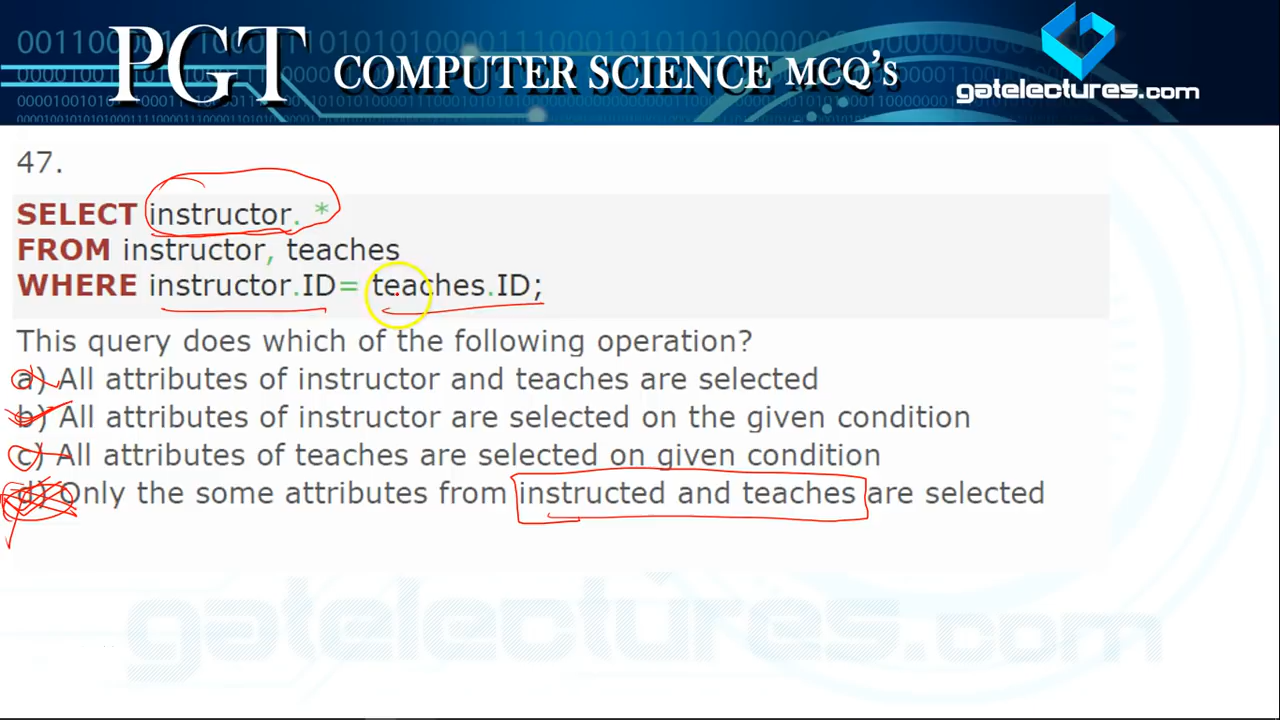 PGT COMPUTER SCIENCE MCQ'S
gatelectures.com
47.
SELECT instructor. *
FROM instructor, teaches
WHERE instructor.ID= teaches.ID;
This query does which of the following operation?
a) All attributes of instructor and teaches are selected
b) All attributes of instructor are selected on the given condition
c) All attributes of teaches are selected on given condition
d) Only the some attributes from instructed and teaches are selected
gatelectures.com